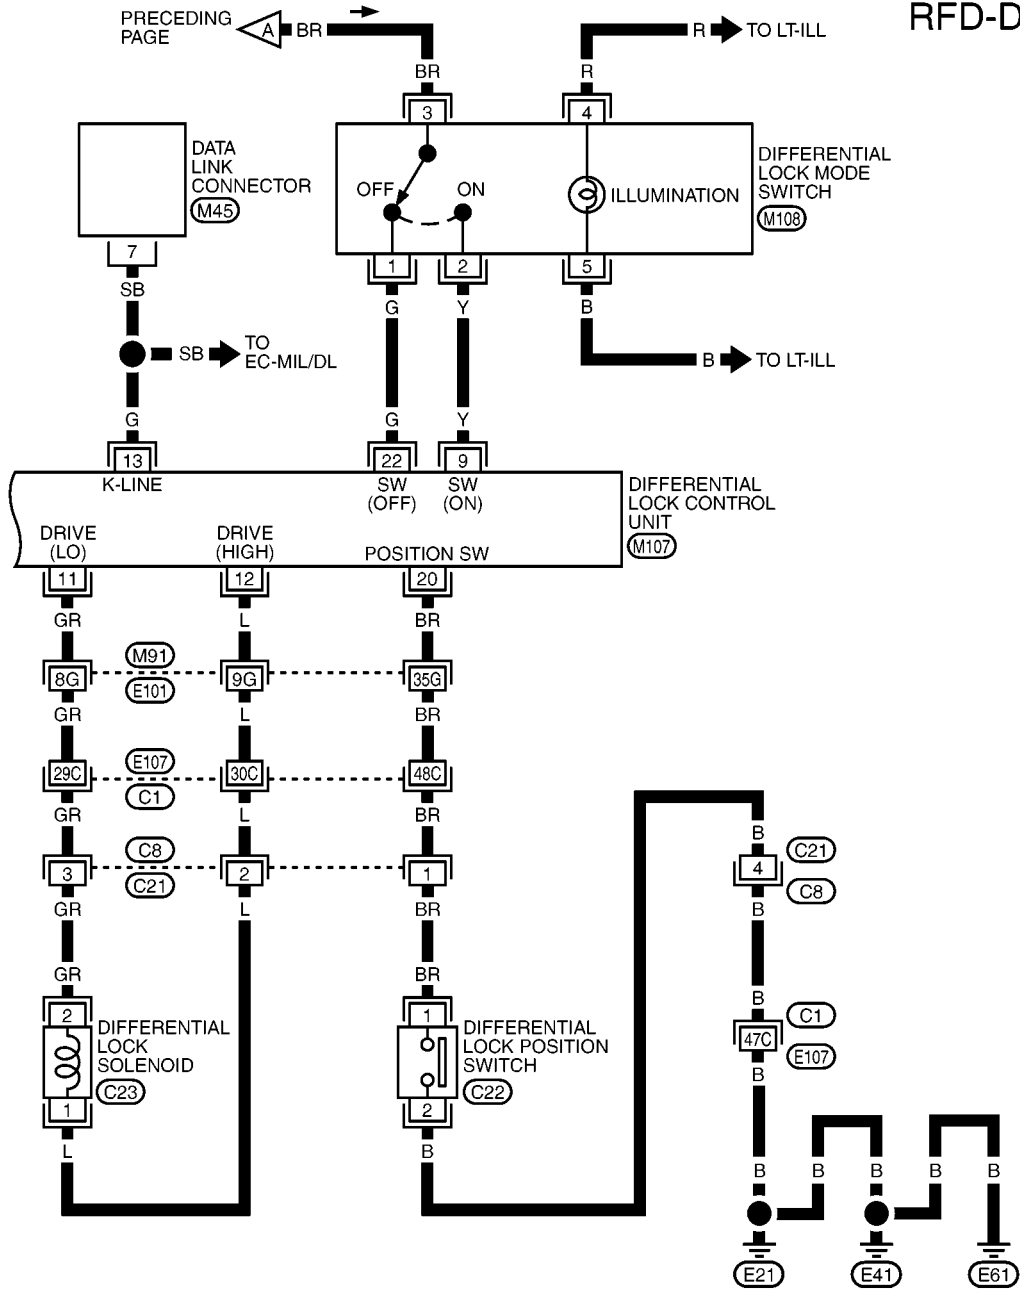 RFD-D
PRECEDING
PAGE
A
BR
R
TO LT-ILL
BR
R
3
4
DATA
LINK
CONNECTOR
M45
OFF
ON
ILLUMINATION
DIFFERENTIAL
LOCK MODE
SWITCH
M108
7
1
2
5
SB
G
Y
B
SB
TO
EC-MIL/DL
B
TO LT-ILL
G
G
Y
13
22
9
K-LINE
SW
(OFF)
SW
(ON)
DIFFERENTIAL
LOCK CONTROL
UNIT
M107
DRIVE
(LO)
DRIVE
(HIGH)
POSITION SW
11
12
20
GR
L
BR
M91
8G
9G
35G
E101
GR
L
BR
E107
29C
30C
48C
C1
GR
L
BR
B
C8
3
2
1
C21
4
C21
C8
GR
L
BR
B
GR
BR
B
2
DIFFERENTIAL
LOCK
SOLENOID
C23
1
1
DIFFERENTIAL
LOCK POSITION
SWITCH
C22
2
C1
47C
E107
B
L
B
B
B
B
B
B
E21
E41
E61